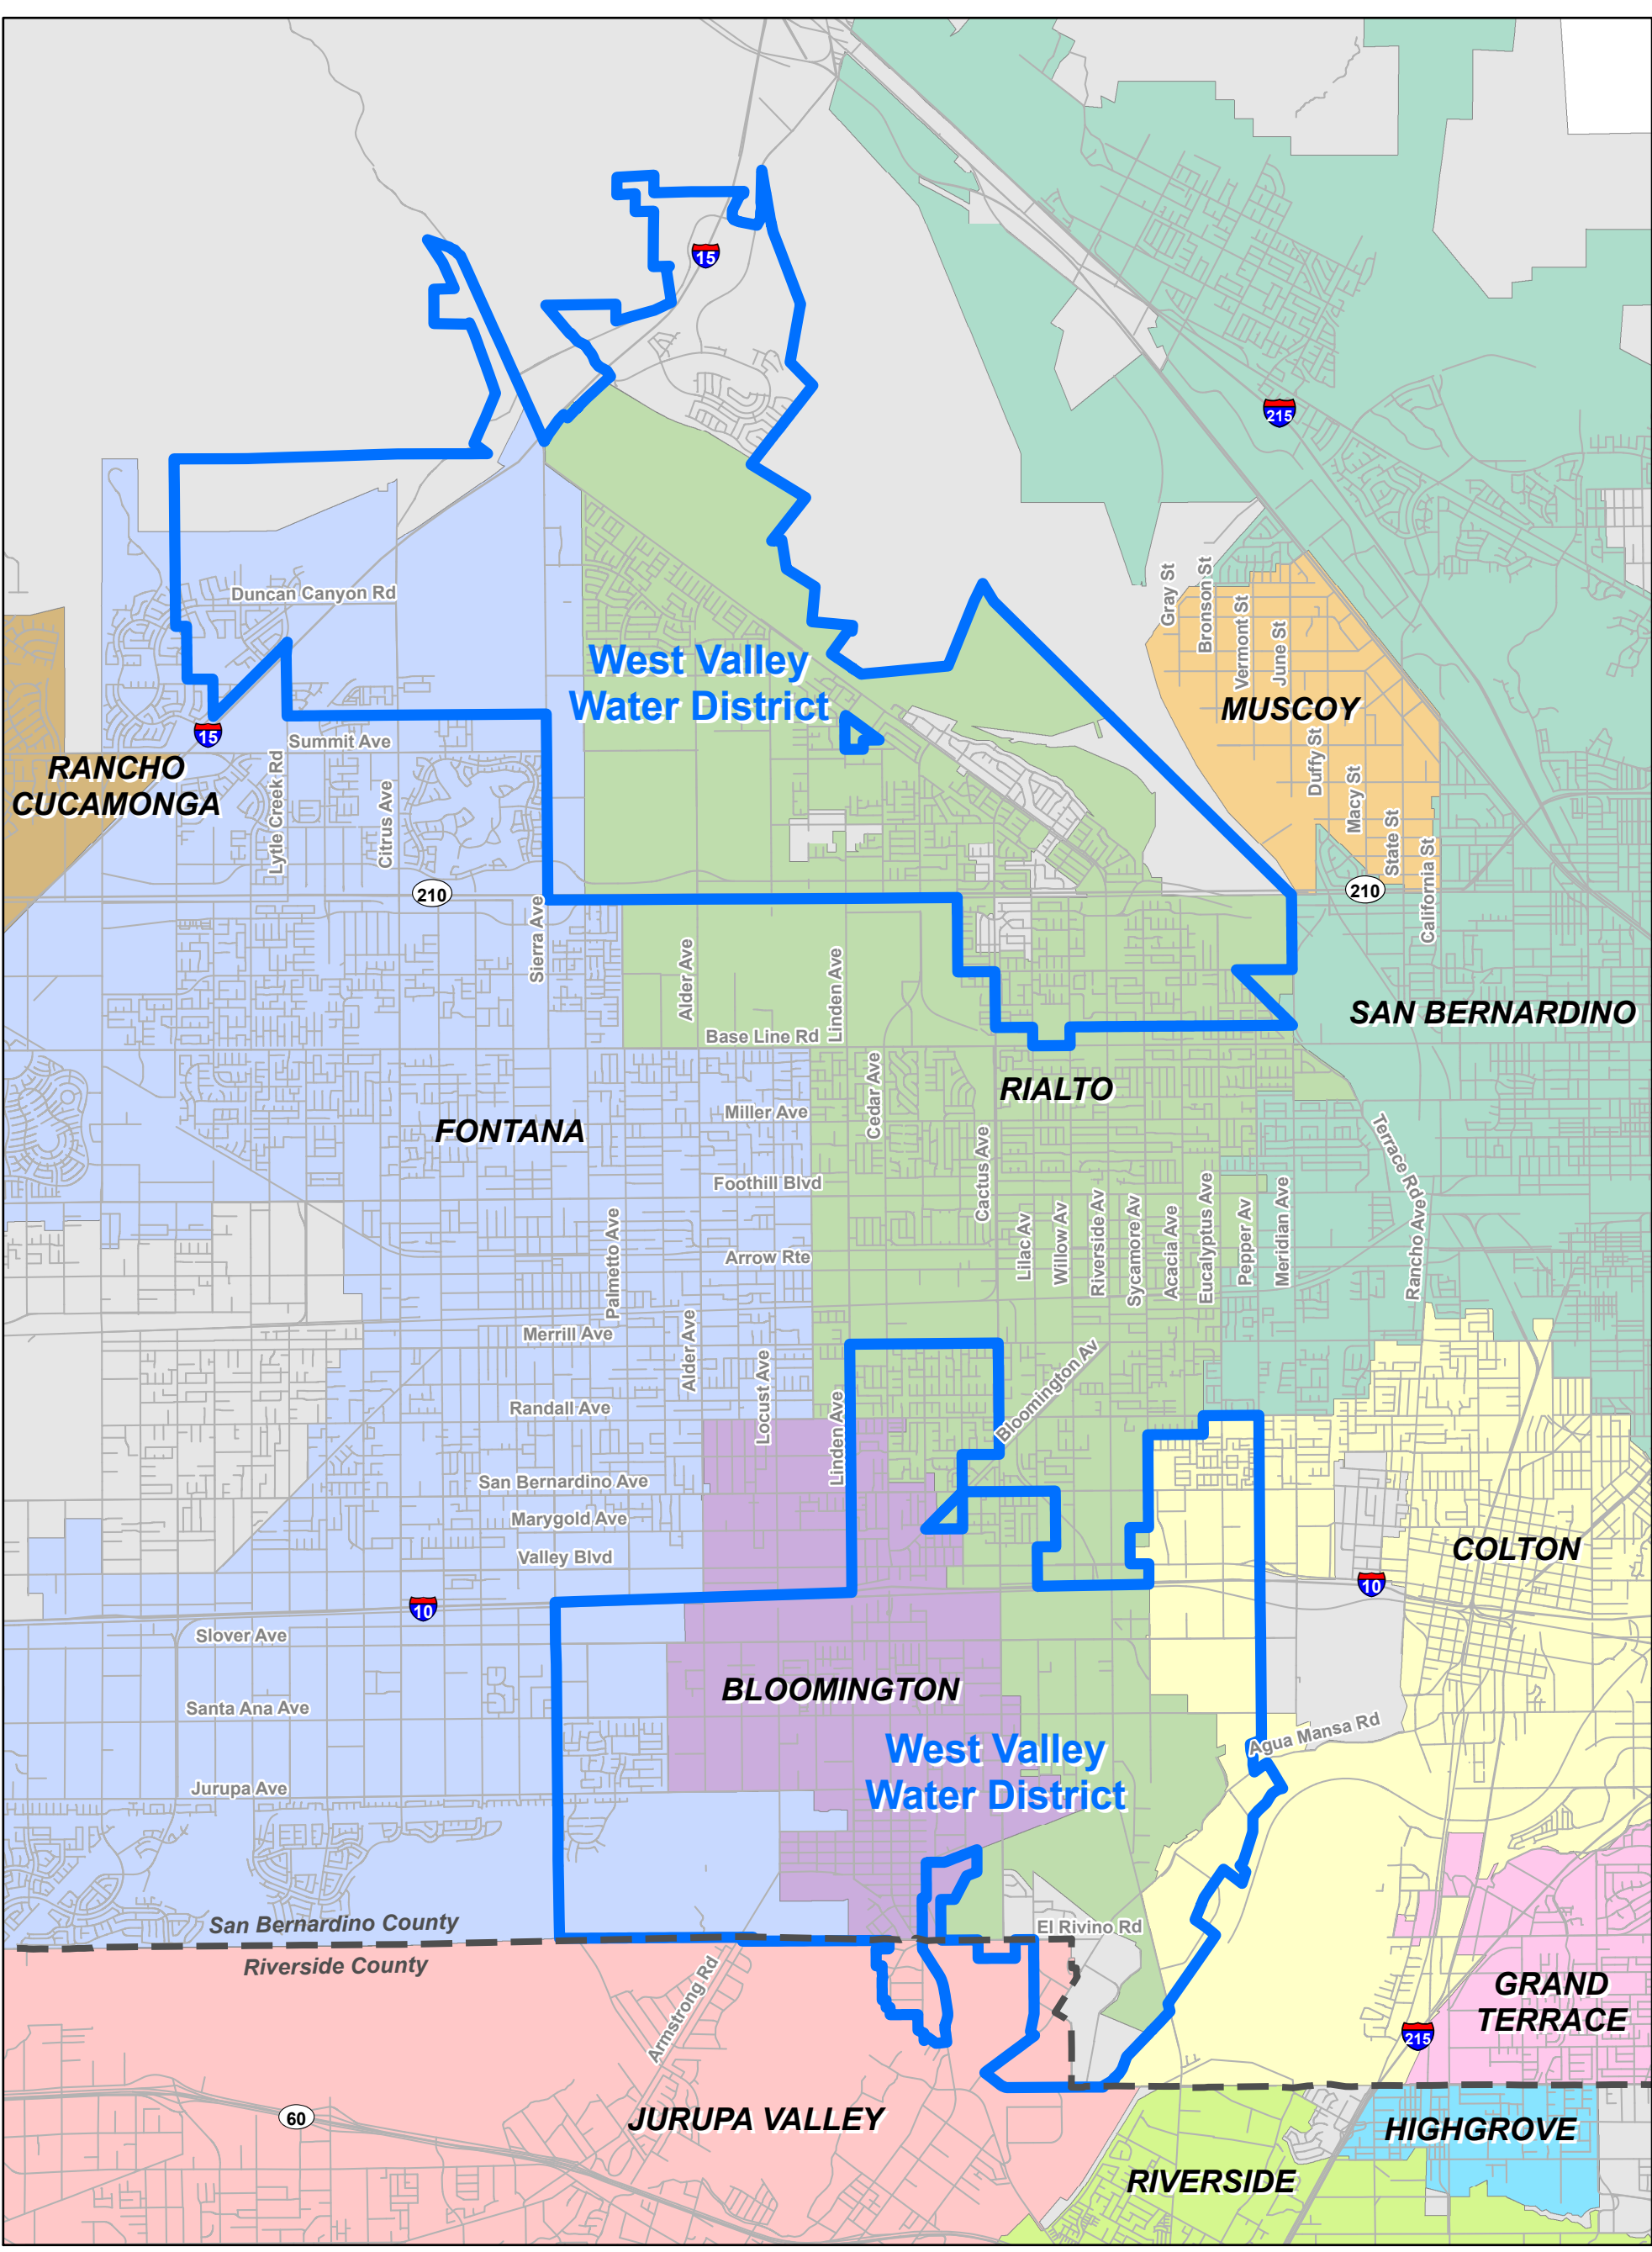 15
215
Duncan Canyon Rd
Gray St
Bronson St
Vermont St
June St
West Valley
Water District
MUSCOY
15
Summit Ave
Lytle Creek Rd
Citrus Ave
RANCHO
CUCAMONGA
Duffy St
Macy St
State St
California St
210
210
Sierra Ave
Alder Ave
Linden Ave
Base Line Rd
SAN BERNARDINO
RIALTO
Cedar Ave
Miller Ave
FONTANA
Cactus Ave
Terrace Rd
Foothill Blvd
Palmetto Ave
Arrow Rte
Lilac Av
Willow Av
Riverside Av
Sycamore Av
Acacia Ave
Eucalyptus Ave
Pepper Av
Meridian Ave
Rancho Ave
Merrill Ave
Alder Ave
Locust Ave
Linden Ave
Bloomington Av
Randall Ave
San Bernardino Ave
Marygold Ave
Valley Blvd
COLTON
10
10
Slover Ave
Santa Ana Ave
BLOOMINGTON
Agua Mansa Rd
West Valley
Water District
Jurupa Ave
San Bernardino County
El Rivino Rd
Riverside County
Armstrong Rd
GRAND
TERRACE
215
60
JURUPA VALLEY
HIGHGROVE
RIVERSIDE